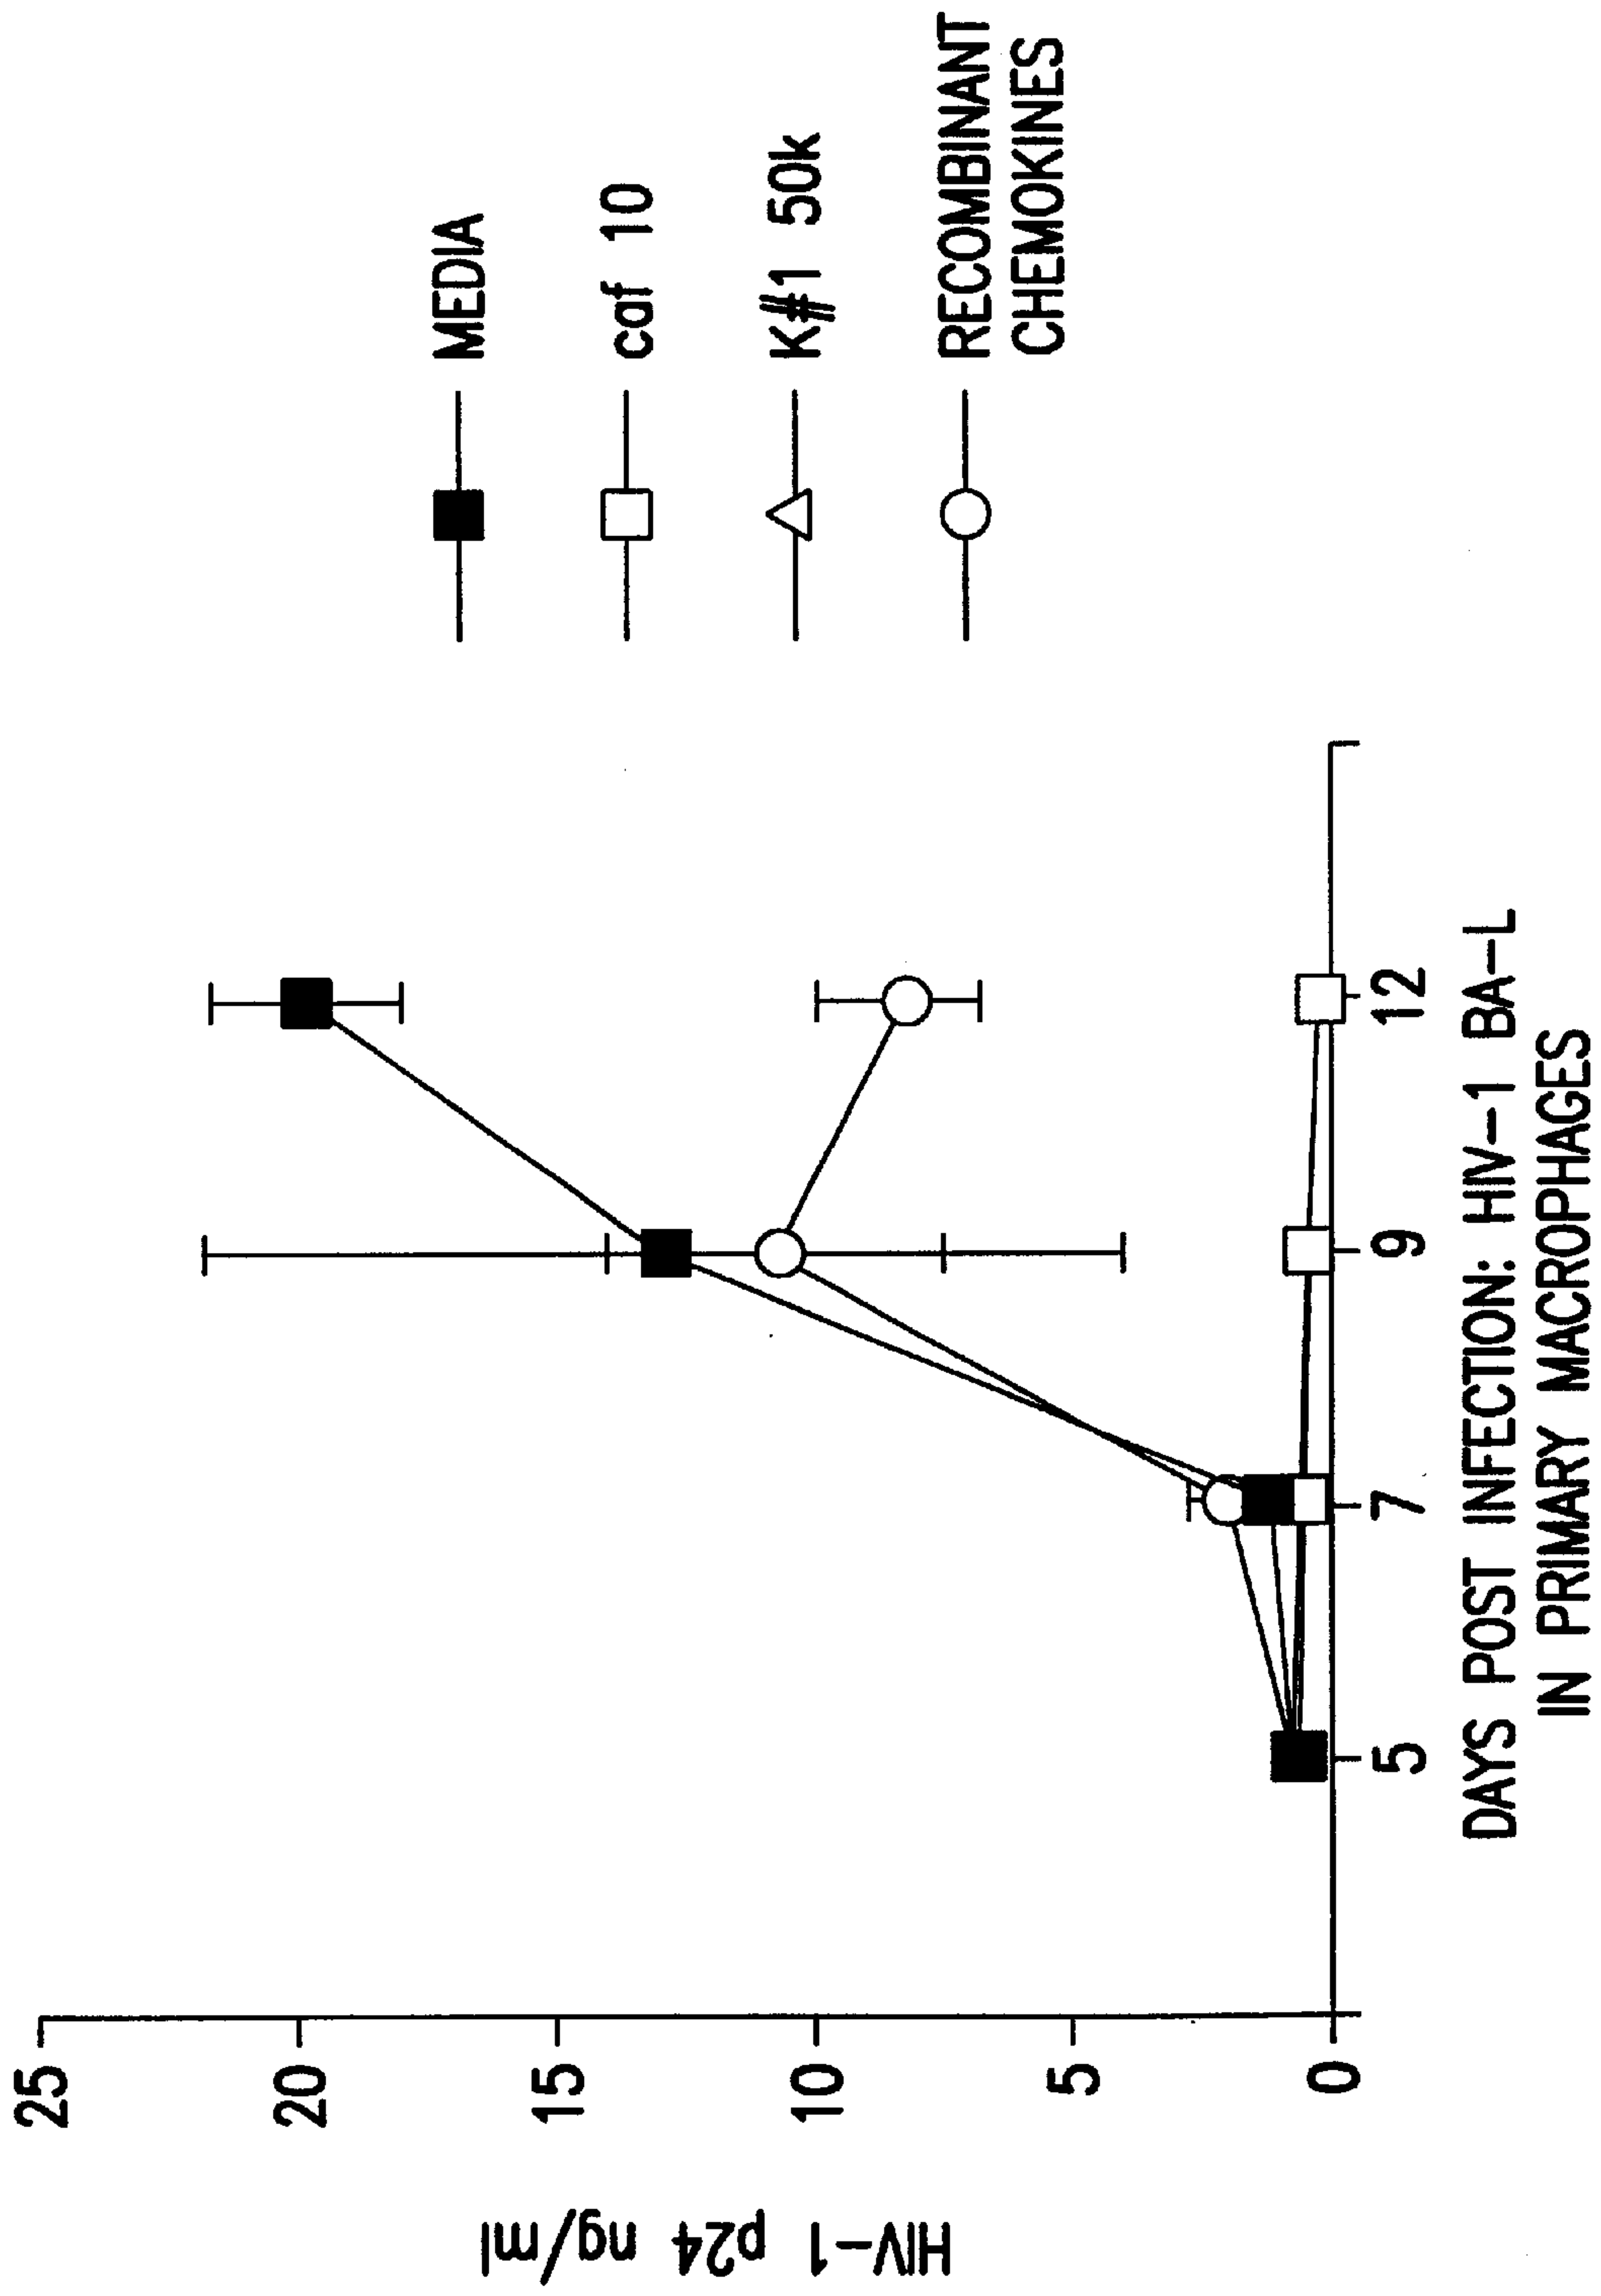 HIV-1 p24 ng/ml
25
20
15
10
5
0
5
7
9
12
DAYS POST INFECTION: HIV-1 BA-L
IN PRIMARY MACROPHAGES
MEDIA
caf 10
K#1 50k
RECOMBINANT
CHEMOKINES